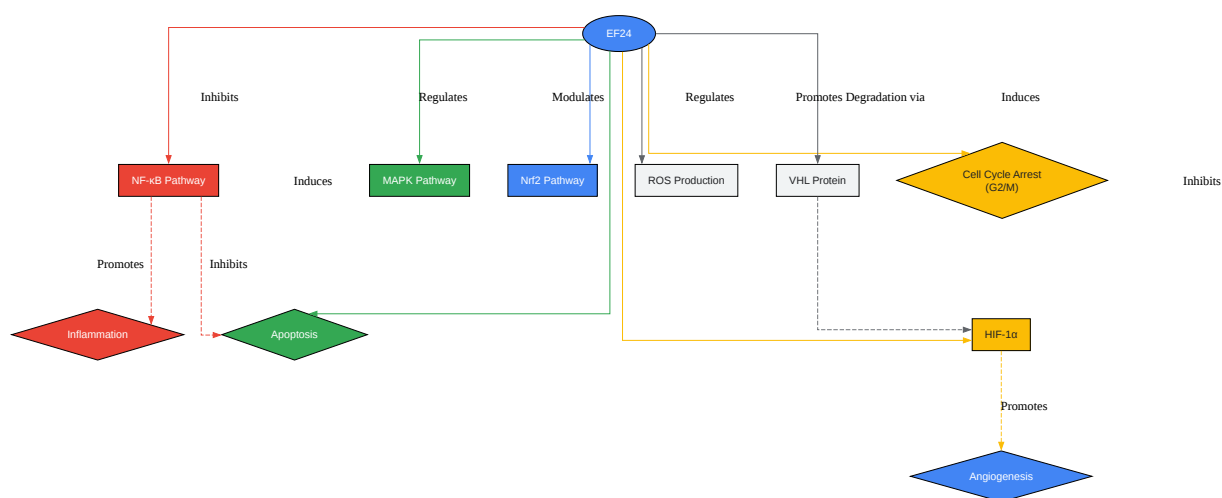 EF24
Inhibits
Regulates
Modulates
Regulates
Promotes Degradation via
Induces
NF-κB Pathway
Induces
MAPK Pathway
Nrf2 Pathway
ROS Production
VHL Protein
Cell Cycle Arrest
(G2/M)
Inhibits
Promotes
Inhibits
Inflammation
Apoptosis
HIF-1α
Promotes
Angiogenesis